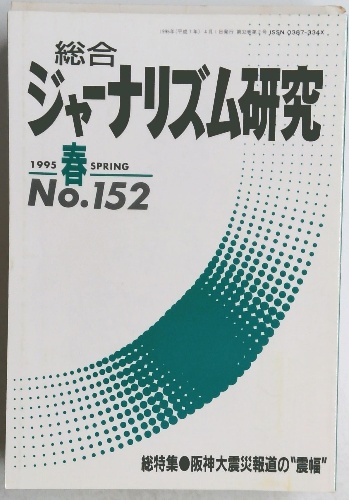 1995年(平成7年)4月1日発行 ISSN 0387-334X
総合
ジャーナリズム研究
1995 春 SPRING
No.152
総特集●阪神大震災報道の"震幅"